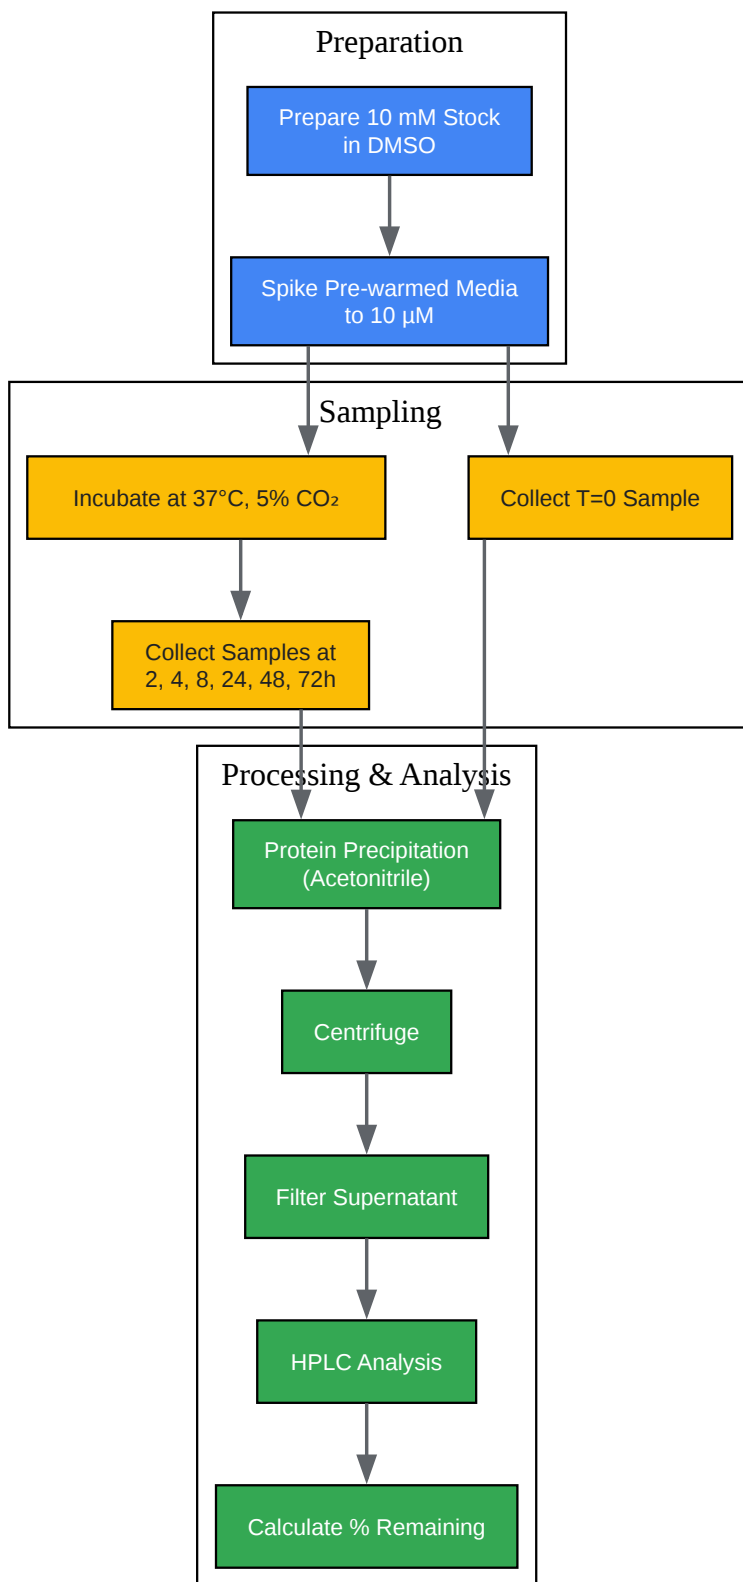 Preparation
Prepare 10 mM Stock
in DMSO
Spike Pre-warmed Media
to 10 µM
Sampling
Incubate at 37°C, 5% CO₂
Collect T=0 Sample
Collect Samples at
2, 4, 8, 24, 48, 72h
Processing & Analysis
Protein Precipitation
(Acetonitrile)
Centrifuge
Filter Supernatant
HPLC Analysis
Calculate % Remaining